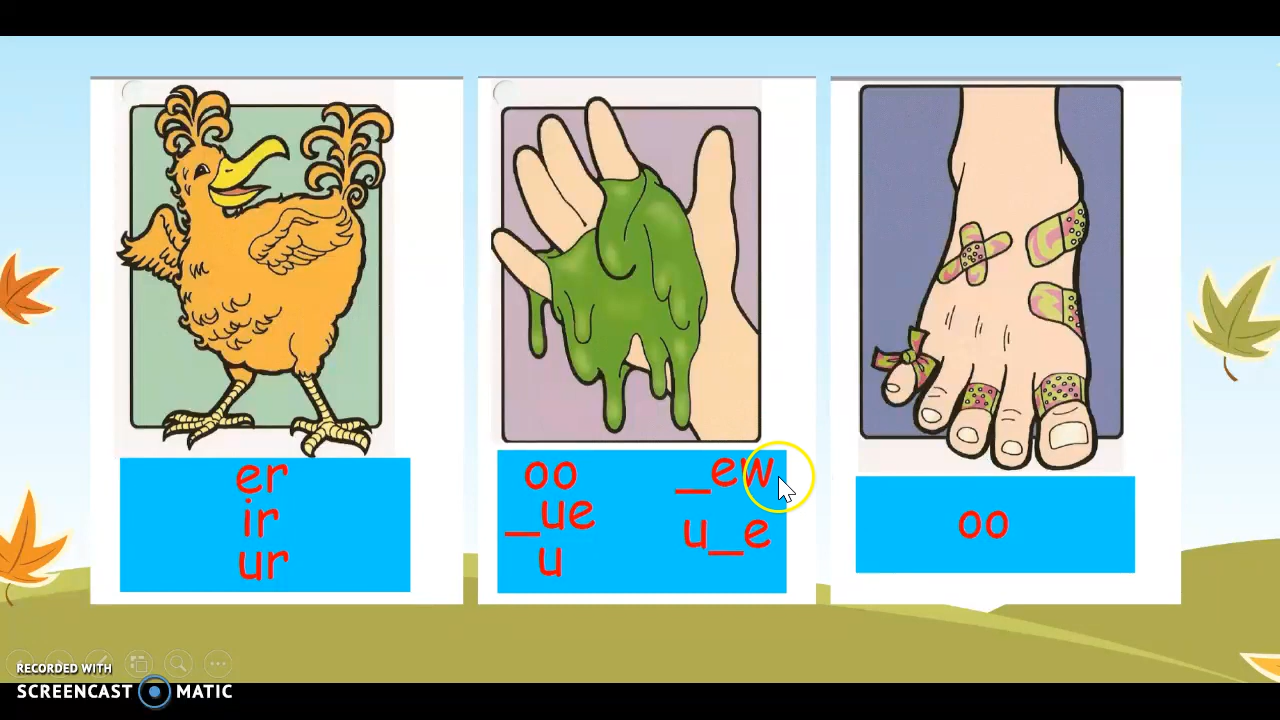 er
ir
ur
oo
_ue
u
_ew
u_e
oo
RECORDED WITH
SCREENCAST MATIC